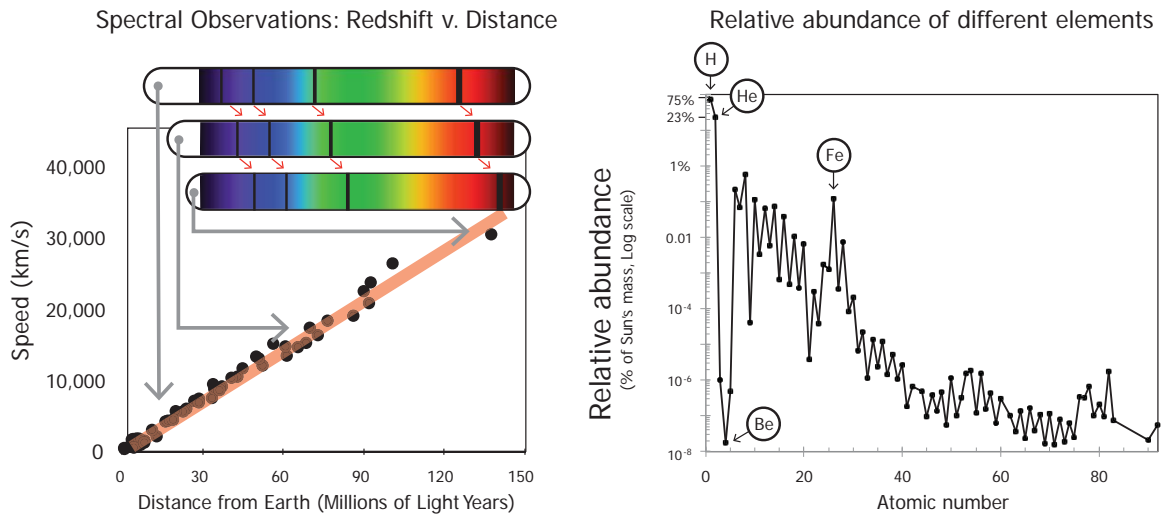 Spectral Observations: Redshift v. Distance
40,000
30,000
20,000
10,000
0
Speed (km/s)
0 30 60 90 120 150
Distance from Earth (Millions of Light Years)
Relative abundance of different elements
H
He
Fe
Be
75%
23%
1%
0.01
10-4
10-6
10-8
Relative abundance
(% of Sun's mass, Log scale)
0 20 40 60 80
Atomic number